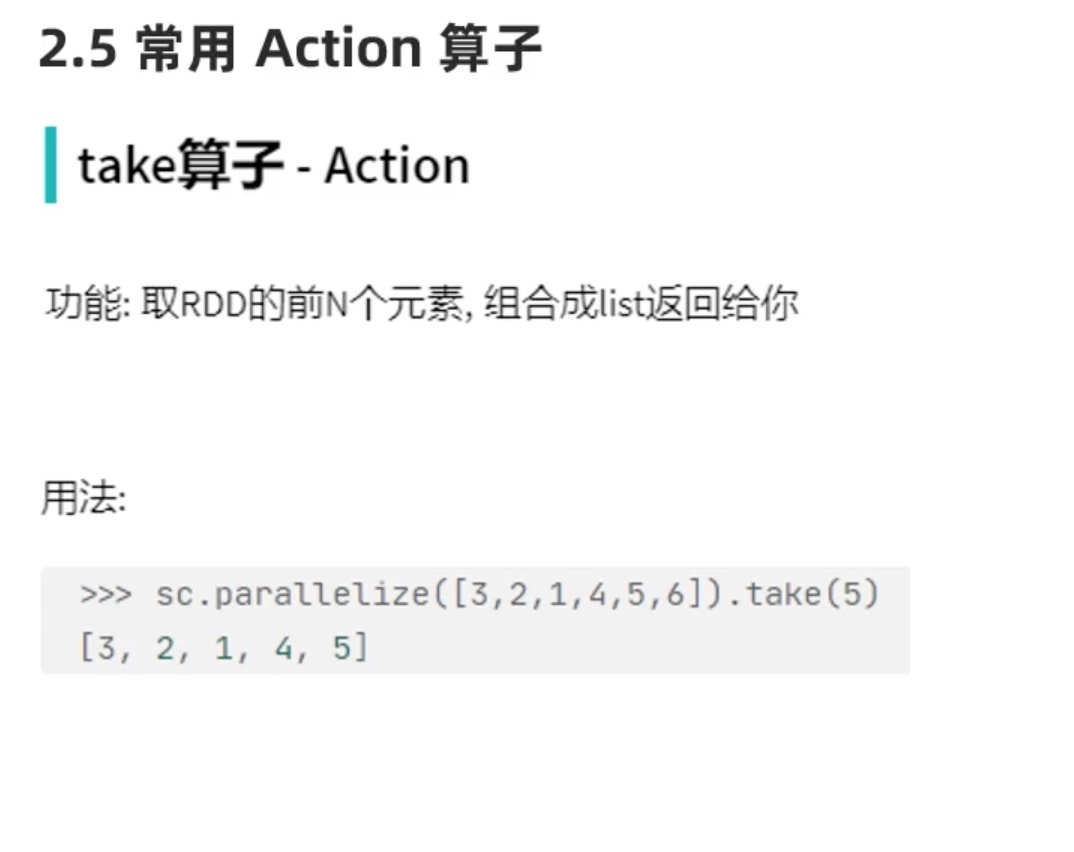 2.5 常用 Action 算子
take算子 - Action
功能: 取RDD的前N个元素, 组合成list返回给你
用法:
>>> sc.parallelize([3,2,1,4,5,6]).take(5)
[3, 2, 1, 4, 5]